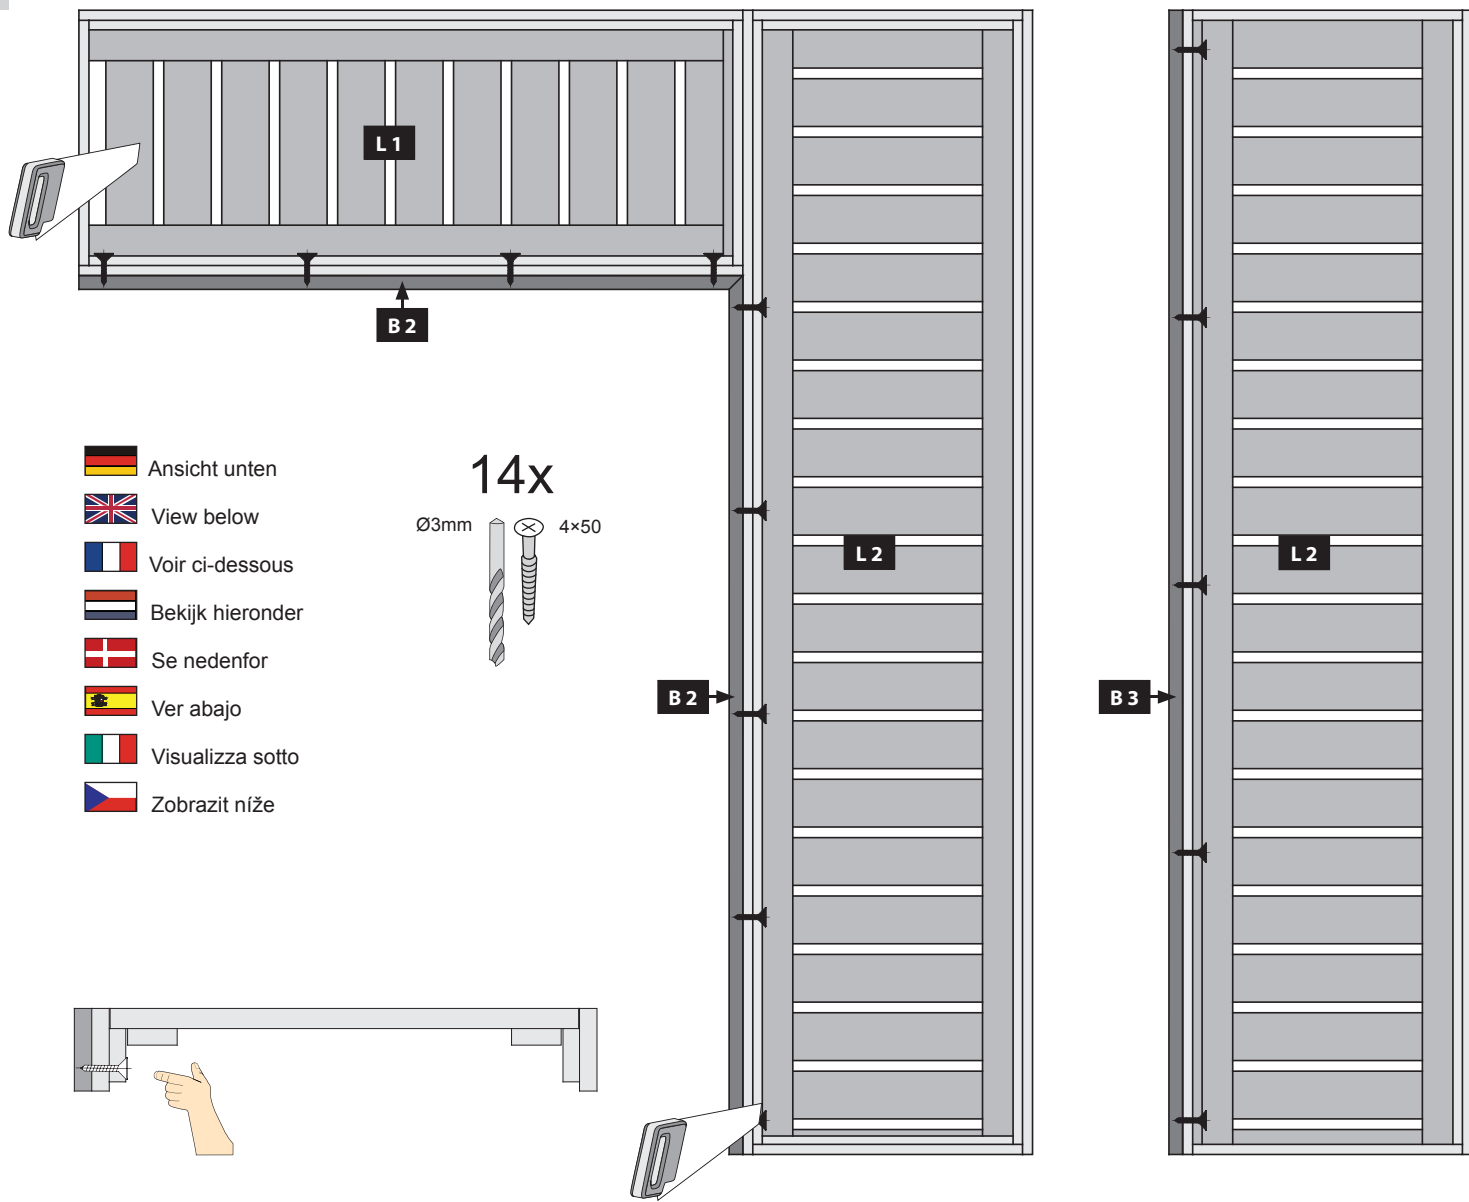 L 1
B 2
Ansicht unten
View below
Voir ci-dessous
Bekijk hieronder
Se nedenfor
Ver abajo
Visualizza sotto
Zobrazit níže
14x
Ø3mm
4×50
L 2
B 2
L 2
B 3